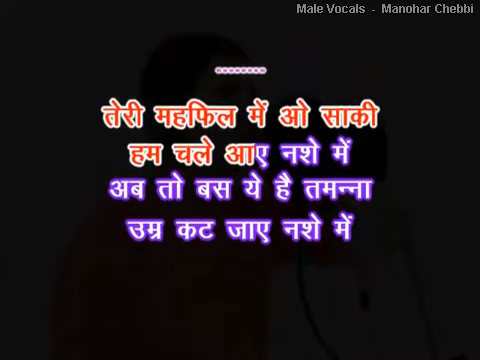 Male Vocals - Manohar Chebbi
--------
तेरी महफिल में ओ साकी
हम चले आए नशे में
अब तो बस ये है तमन्ना
उम्र कट जाए नशे में